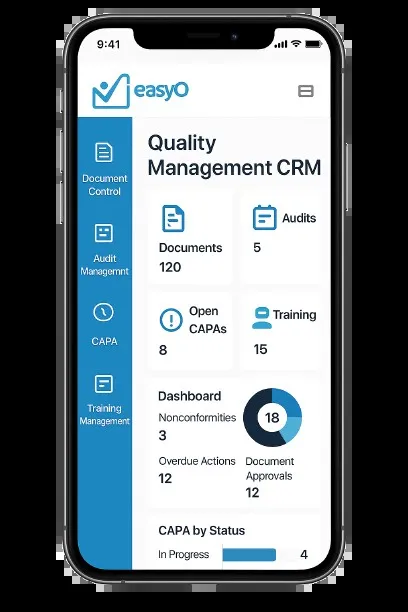 9:41
easyO
Quality
Management CRM
Document
Control
Audit
Managemnt
CAPA
Training
Management
Documents
120
Audits
5
Open
CAPAs
8
Training
15
Dashboard
Nonconformities
3
18
Overdue Actions
12
Document
Approvals
12
CAPA by Status
In Progress
4